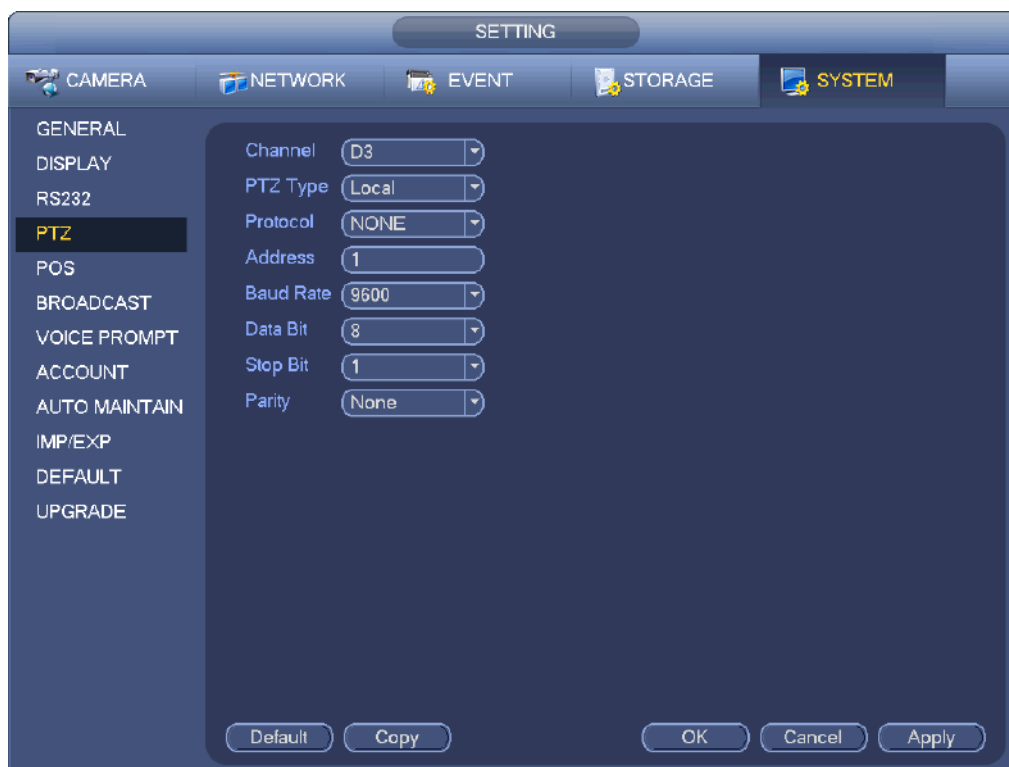 SETTING
CAMERA NETWORK EVENT STORAGE SYSTEM
GENERAL
DISPLAY
RS232
PTZ
POS
BROADCAST
VOICE PROMPT
ACCOUNT
AUTO MAINTAIN
IMP/EXP
DEFAULT
UPGRADE
Channel D3
PTZ Type Local
Protocol NONE
Address 1
Baud Rate 9600
Data Bit 8
Stop Bit 1
Parity None
Default Copy OK Cancel Apply